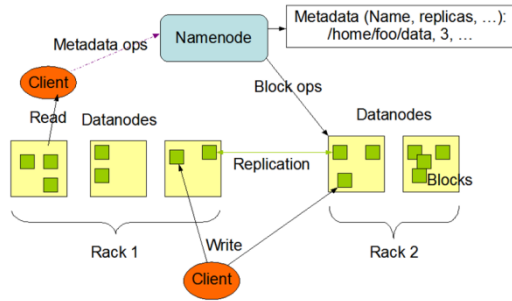 Metadata (Name, replicas, ...):
/home/foo/data, 3, ...
Namenode
Metadata ops
Client
Block ops
Read
Datanodes
Datanodes
Replication
Blocks
Rack 1
Write
Rack 2
Client